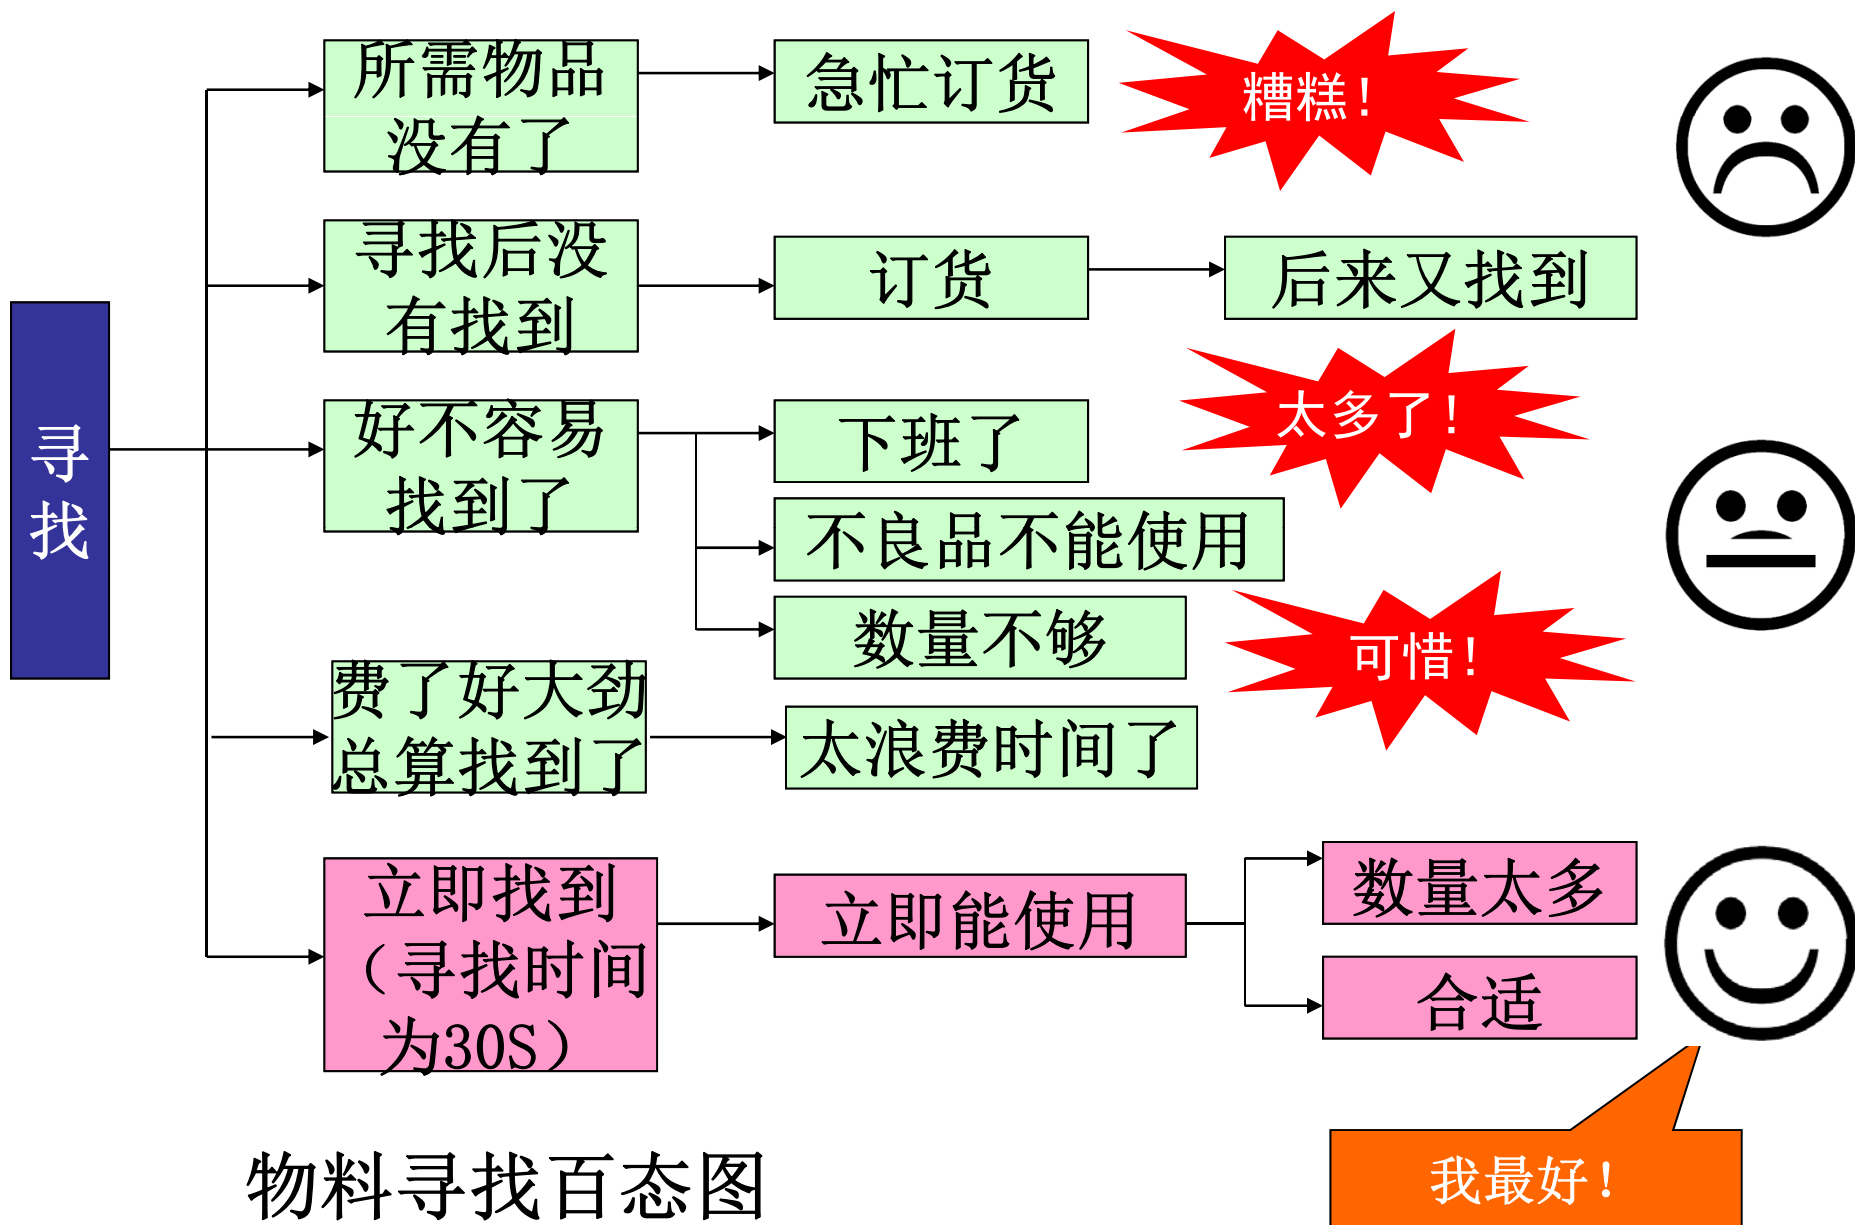 寻
找
所需物品
没有了
急忙订货
糟糕！
寻找后没
有找到
订货
后来又找到
好不容易
找到了
下班了
太多了！
不良品不能使用
数量不够
可惜！
费了好大劲
总算找到了
太浪费时间了
立即找到
（寻找时间
为30S）
立即能使用
数量太多
合适
我最好！
物料寻找百态图